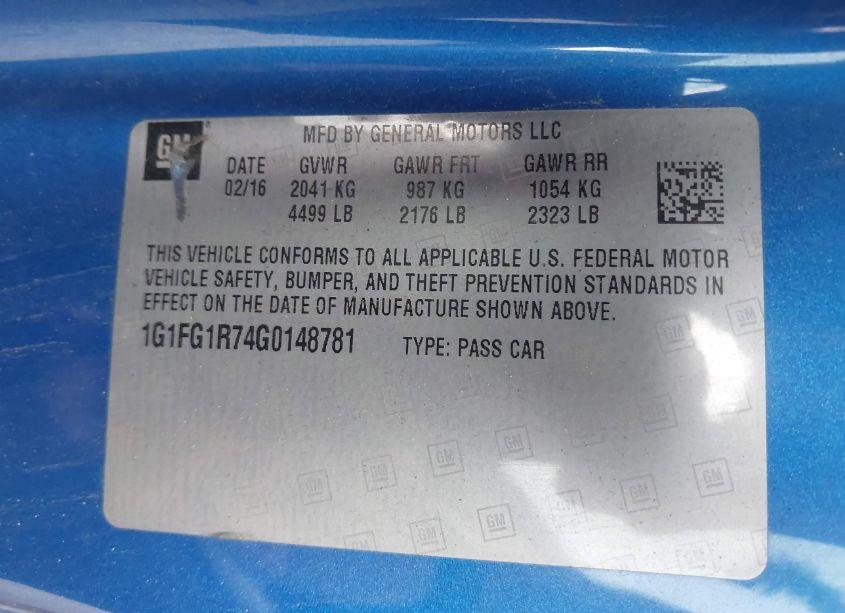 GM
MFD BY GENERAL MOTORS LLC
DATE GVWR GAWR FRT GAWR RR
02/16 2041 KG 987 KG 1054 KG
4499 LB 2176 LB 2323 LB
THIS VEHICLE CONFORMS TO ALL APPLICABLE U.S. FEDERAL MOTOR
VEHICLE SAFETY, BUMPER, AND THEFT PREVENTION STANDARDS IN
EFFECT ON THE DATE OF MANUFACTURE SHOWN ABOVE.
1G1FG1R74G0148781 TYPE: PASS CAR